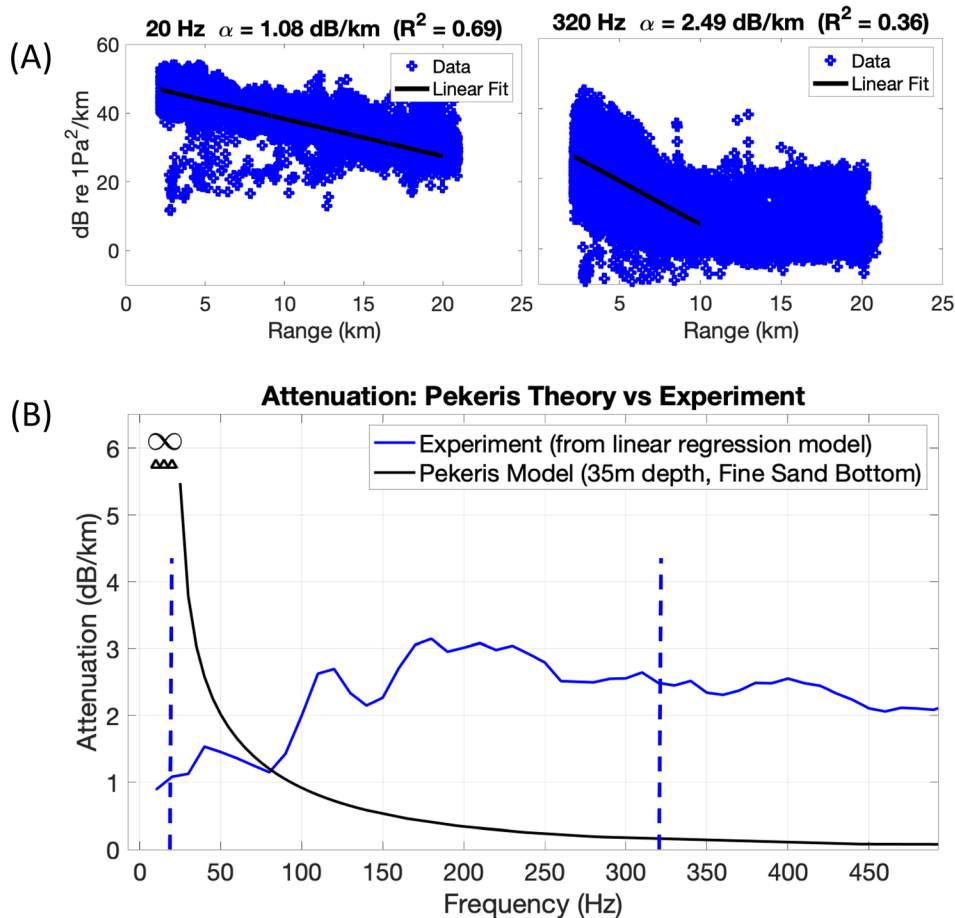 (A)
20 Hz α = 1.08 dB/km (R² = 0.69)
320 Hz α = 2.49 dB/km (R² = 0.36)
dB re 1Pa²/km
60
40
20
0
Data
Linear Fit
0 5 10 15 20 25
Range (km)
Data
Linear Fit
0 5 10 15 20 25
Range (km)
(B)
Attenuation: Pekeris Theory vs Experiment
∞
Experiment (from linear regression model)
Pekeris Model (35m depth, Fine Sand Bottom)
Attenuation (dB/km)
6
5
4
3
2
1
0
0 50 100 150 200 250 300 350 400 450
Frequency (Hz)